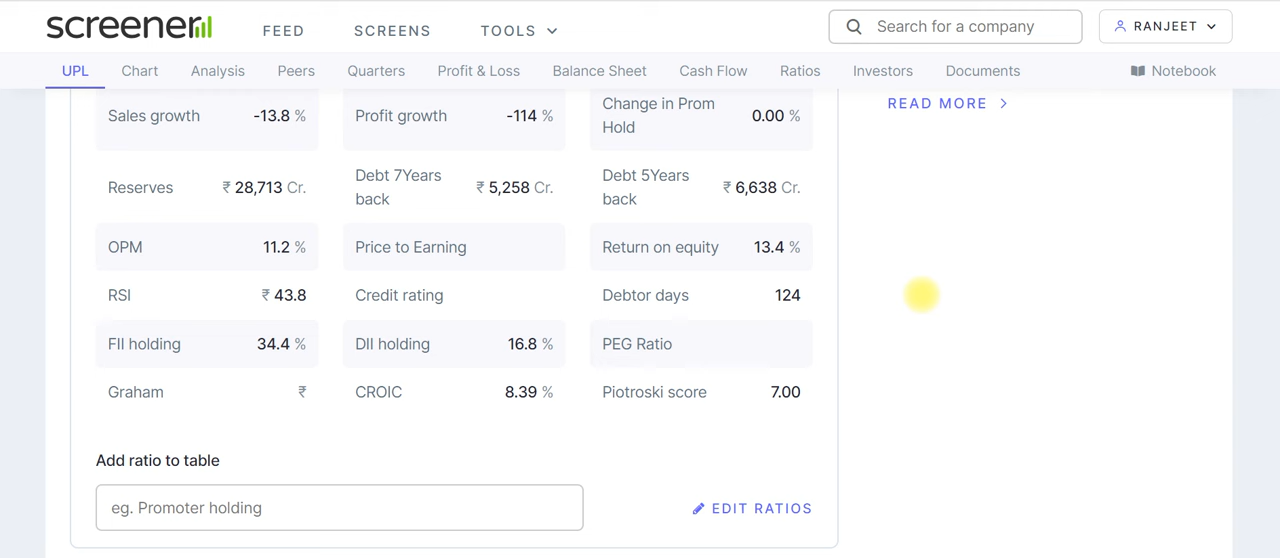 screener
FEED
SCREENS
TOOLS
Search for a company
RANJEET
UPL
Chart
Analysis
Peers
Quarters
Profit & Loss
Balance Sheet
Cash Flow
Ratios
Investors
Documents
Notebook
Sales growth -13.8 %
Profit growth -114 %
Change in Prom
Hold
0.00 %
READ MORE
Reserves ₹ 28,713 Cr.
Debt 7Years
back
₹ 5,258 Cr.
Debt 5Years
back
₹ 6,638 Cr.
OPM 11.2 %
Price to Earning
Return on equity 13.4 %
RSI ₹ 43.8
Credit rating
Debtor days 124
FII holding 34.4 %
DII holding 16.8 %
PEG Ratio
Graham ₹
CROIC 8.39 %
Piotroski score 7.00
Add ratio to table
eg. Promoter holding
EDIT RATIOS